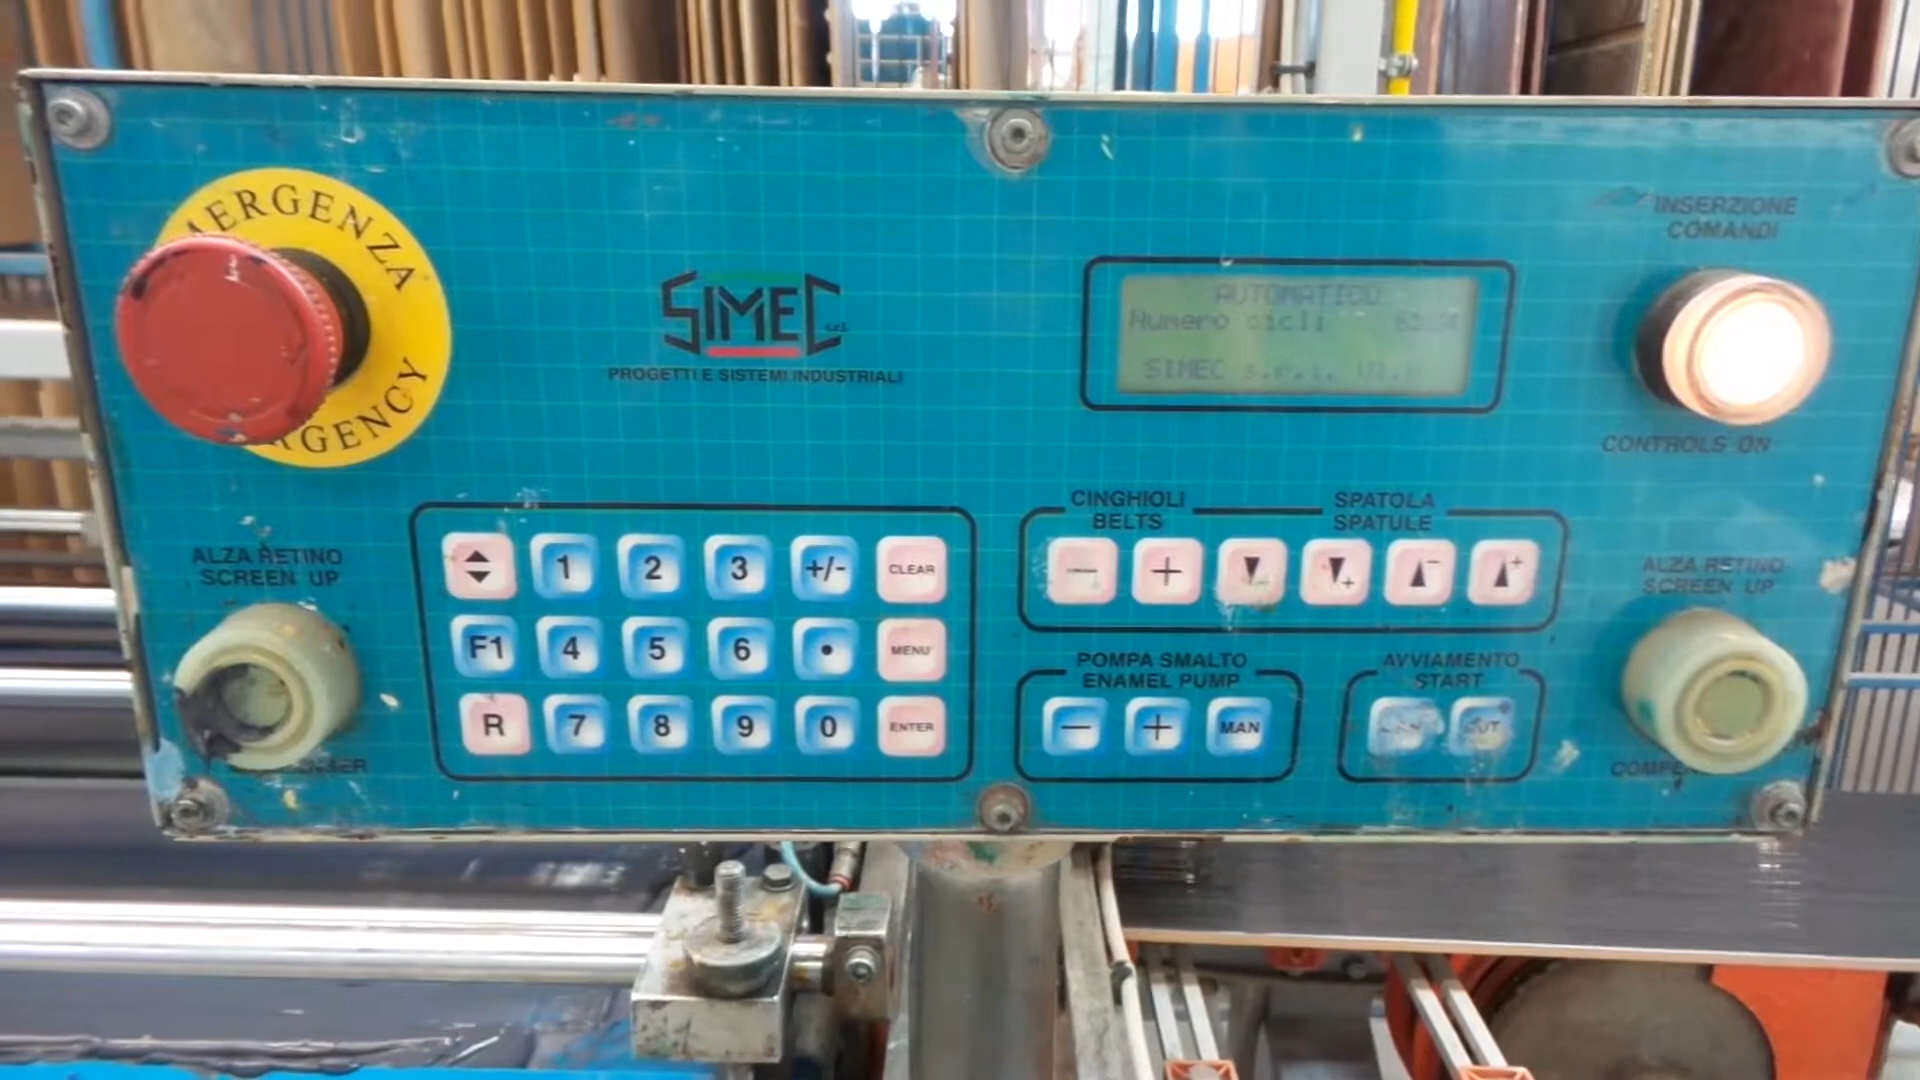 EMERGENZA
SIMEC s.r.l.
PROGETTI E SISTEMI INDUSTRIALI
AUTOMATICO
Numero cicli
SIMEC s.r.l.
INSERZIONE
COMANDI
CONTROLS ON
ALZA RETINO
SCREEN UP
1 2 3 +/- CLEAR
F1 4 5 6 • MENU
R 7 8 9 0 ENTER
CINGHIOLI
BELTS
SPATOLA
SPATULE
− + − + − +
POMPA SMALTO
ENAMEL PUMP
− + MAN
AVVIAMENTO
START
OUT
ALZA RETINO
SCREEN UP